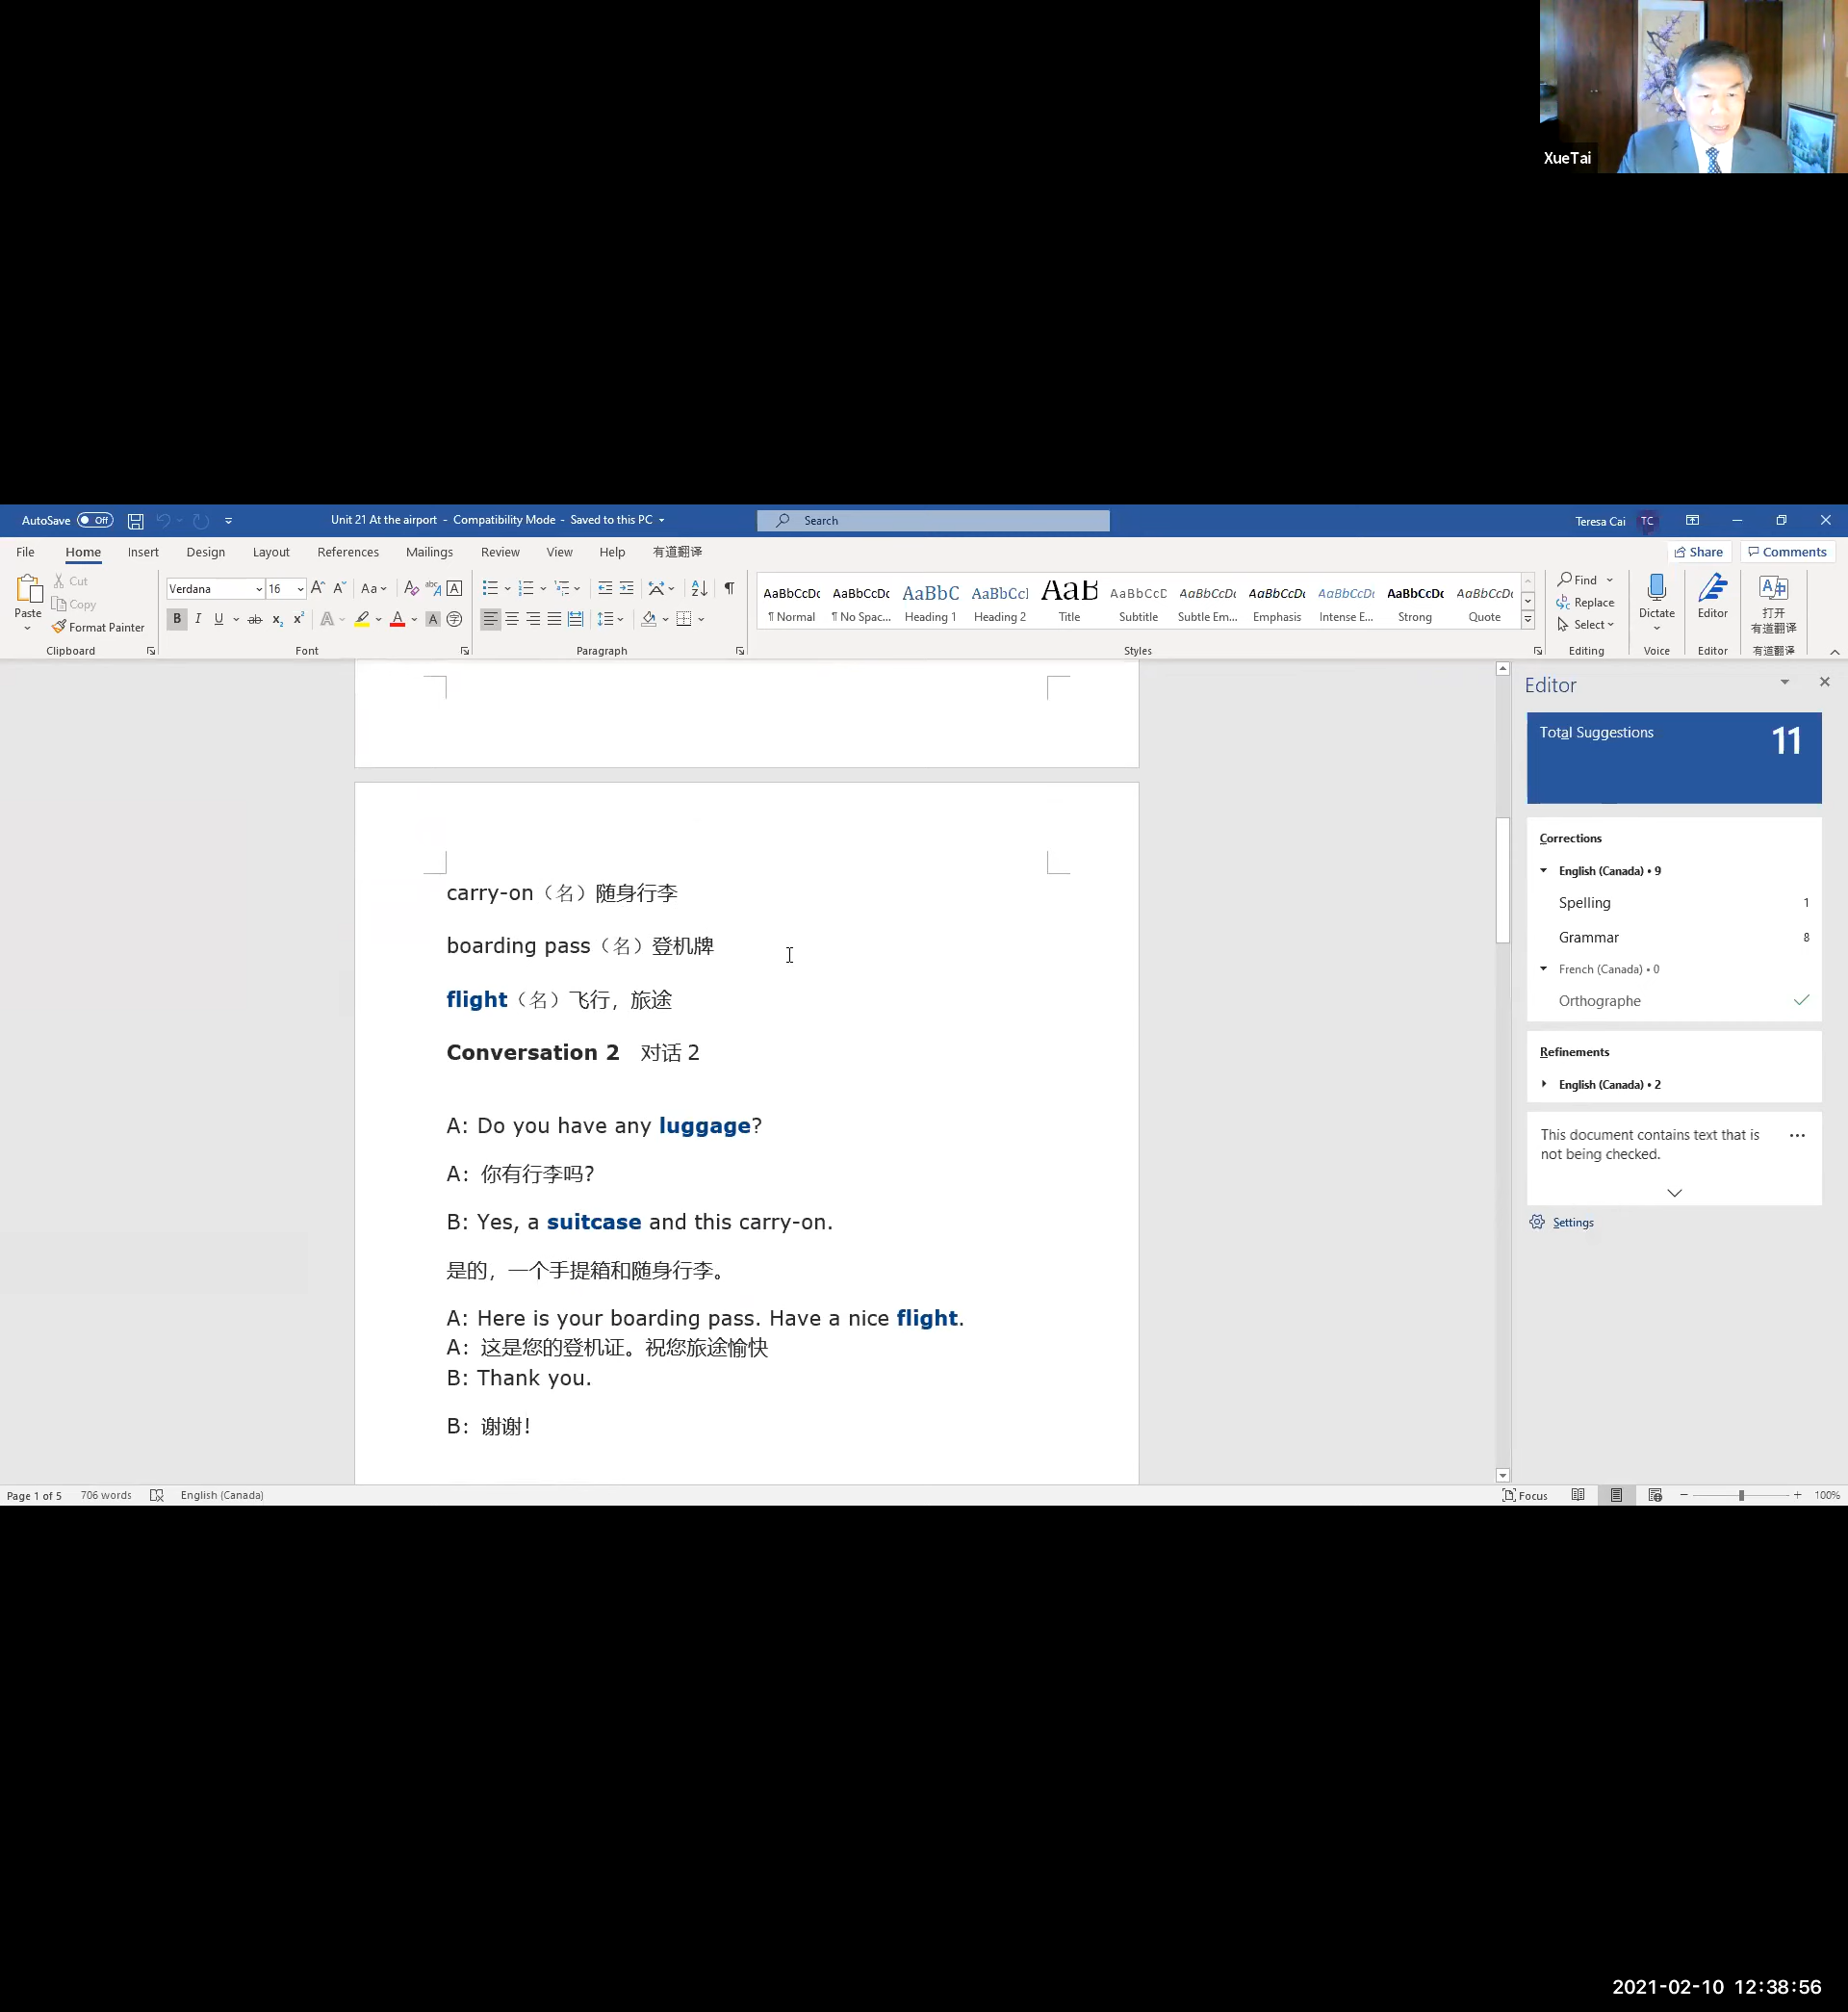 XueTai
AutoSave Off
Unit 21 At the airport - Compatibility Mode - Saved to this PC
Search
Teresa Cai TC
File Home Insert Design Layout References Mailings Review View Help 有道翻译
Share Comments
Paste
Cut
Copy
Format Painter
Clipboard
Verdana 16
Font
Paragraph
AaBbCcDc AaBbCcDc AaBbC AaBbCcI AaB AaBbCcD AaBbCcDc AaBbCcDc AaBbCcDc AaBbCcDc AaBbCcDc
¶ Normal ¶ No Spac... Heading 1 Heading 2 Title Subtitle Subtle Em... Emphasis Intense E... Strong Quote
Styles
Find
Replace
Select
Editing
Dictate
Voice
Editor
Editor
打开
有道翻译
有道翻译
carry-on（名）随身行李
boarding pass（名）登机牌
flight（名）飞行，旅途
Conversation 2 对话 2
A: Do you have any luggage?
A：你有行李吗?
B: Yes, a suitcase and this carry-on.
是的，一个手提箱和随身行李。
A: Here is your boarding pass. Have a nice flight.
A：这是您的登机证。祝您旅途愉快
B: Thank you.
B：谢谢!
Editor
Total Suggestions 11
Corrections
English (Canada) • 9
Spelling 1
Grammar 8
French (Canada) • 0
Orthographe
Refinements
English (Canada) • 2
This document contains text that is
not being checked.
Settings
Page 1 of 5 706 words English (Canada)
Focus 100%
2021-02-10 12:38:56